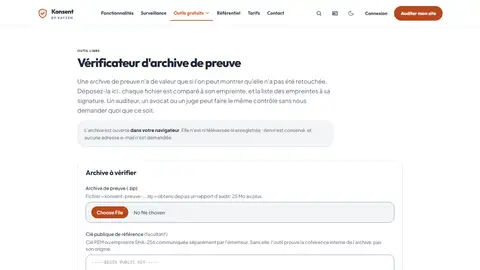 Konsent
BY KAYZEN
Fonctionnalités Surveillance Outils gratuits Référentiel Tarifs Contact
Connexion Auditer mon site
OUTIL LIBRE
Vérificateur d'archive de preuve
Une archive de preuve n'a de valeur que si l'on peut montrer qu'elle n'a pas été retouchée.
Déposez-la ici : chaque fichier est comparé à son empreinte, et la liste des empreintes à sa
signature. Un auditeur, un avocat ou un juge peut faire le même contrôle sans nous
demander quoi que ce soit.
L'archive est ouverte dans votre navigateur. Elle n'est ni téléversée ni enregistrée : rien n'est conservé, et
aucune adresse e-mail n'est demandée.
Archive à vérifier
Archive de preuve (.zip)
Fichier « konsent-preuve-….zip » obtenu depuis un rapport d'audit. 25 Mo au plus.
Choose File No file chosen
Clé publique de référence (facultatif)
Clé PEM ou empreinte SHA-256 communiquée séparément par l'émetteur. Sans elle, l'outil prouve la cohérence interne de l'archive, pas
son origine.
-----BEGIN PUBLIC KEY-----